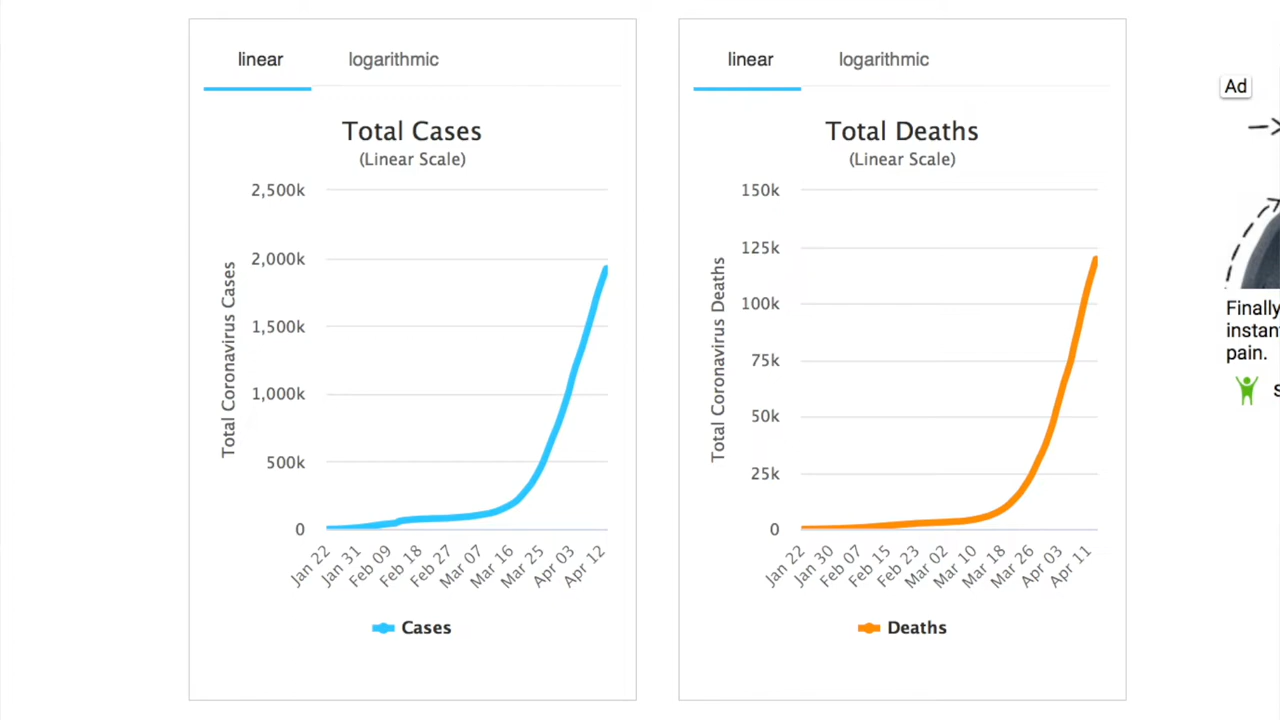 linear logarithmic
Total Cases
(Linear Scale)
Total Coronavirus Cases
2,500k
2,000k
1,500k
1,000k
500k
0
Jan 22
Jan 31
Feb 09
Feb 18
Feb 27
Mar 07
Mar 16
Mar 25
Apr 03
Apr 12
Cases
linear logarithmic
Total Deaths
(Linear Scale)
Total Coronavirus Deaths
150k
125k
100k
75k
50k
25k
0
Jan 22
Jan 30
Feb 07
Feb 15
Feb 23
Mar 02
Mar 10
Mar 18
Mar 26
Apr 03
Apr 11
Deaths
Ad
Finally
instan
pain.
S